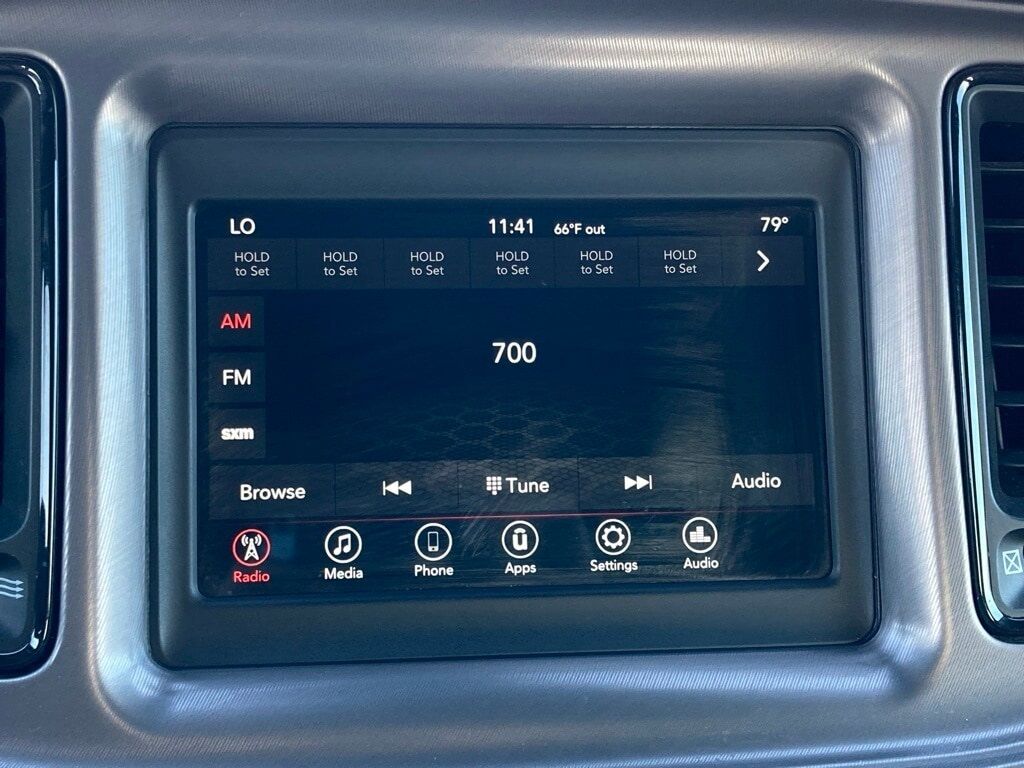 LO 11:41 66°F out 79°
HOLD to Set
HOLD to Set
HOLD to Set
HOLD to Set
HOLD to Set
HOLD to Set
AM
700
FM
sxm
Browse Tune Audio
Radio Media Phone Apps Settings Audio